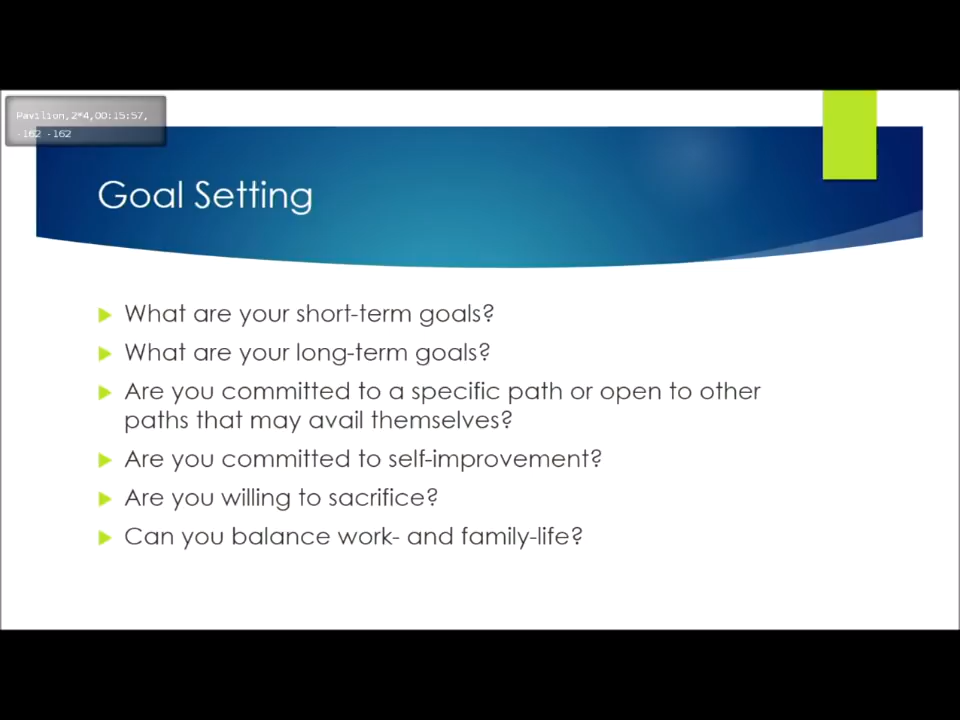 Pavilion,2*4,00:15:57,
-162 -162
Goal Setting
What are your short-term goals?
What are your long-term goals?
Are you committed to a specific path or open to other
paths that may avail themselves?
Are you committed to self-improvement?
Are you willing to sacrifice?
Can you balance work- and family-life?